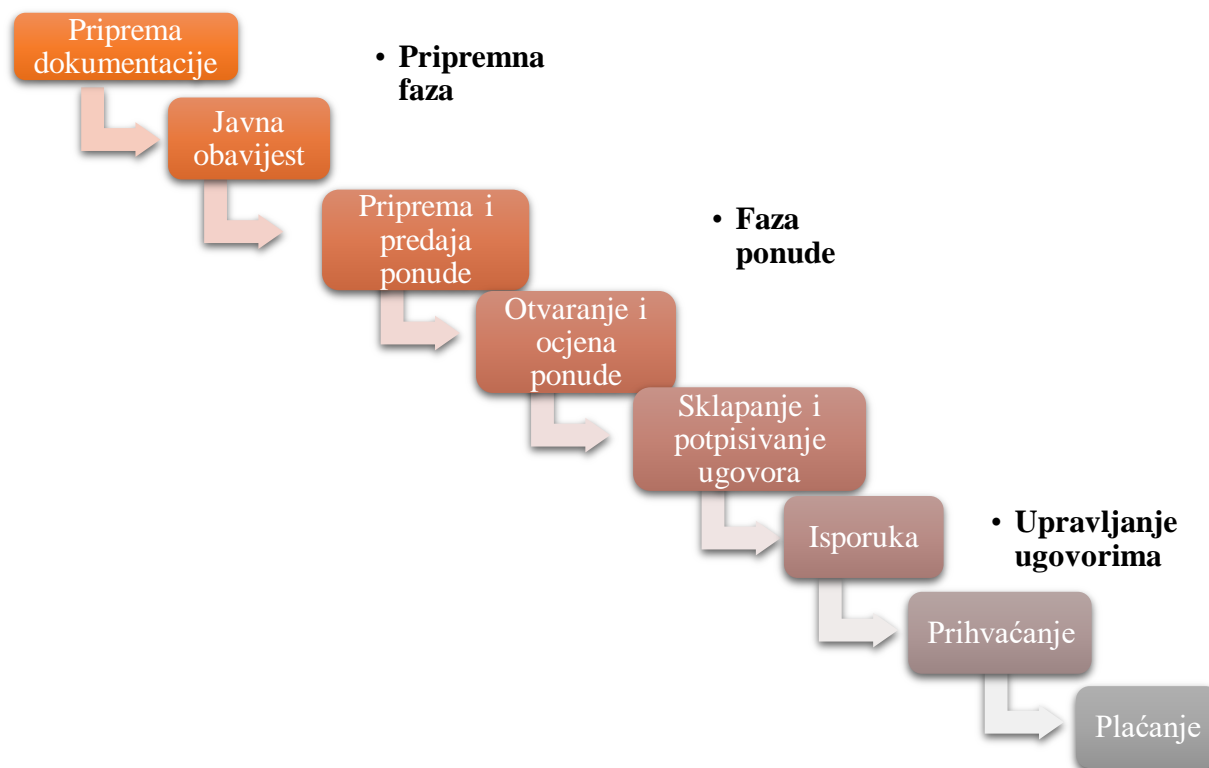 Priprema
dokumentacije
• Pripremna
faza
Javna
obavijest
Priprema i
predaja
ponude
• Faza
ponude
Otvaranje i
ocjena
ponude
Sklapanje i
potpisivanje
ugovora
Isporuka
• Upravljanje
ugovorima
Prihvaćanje
Plaćanje